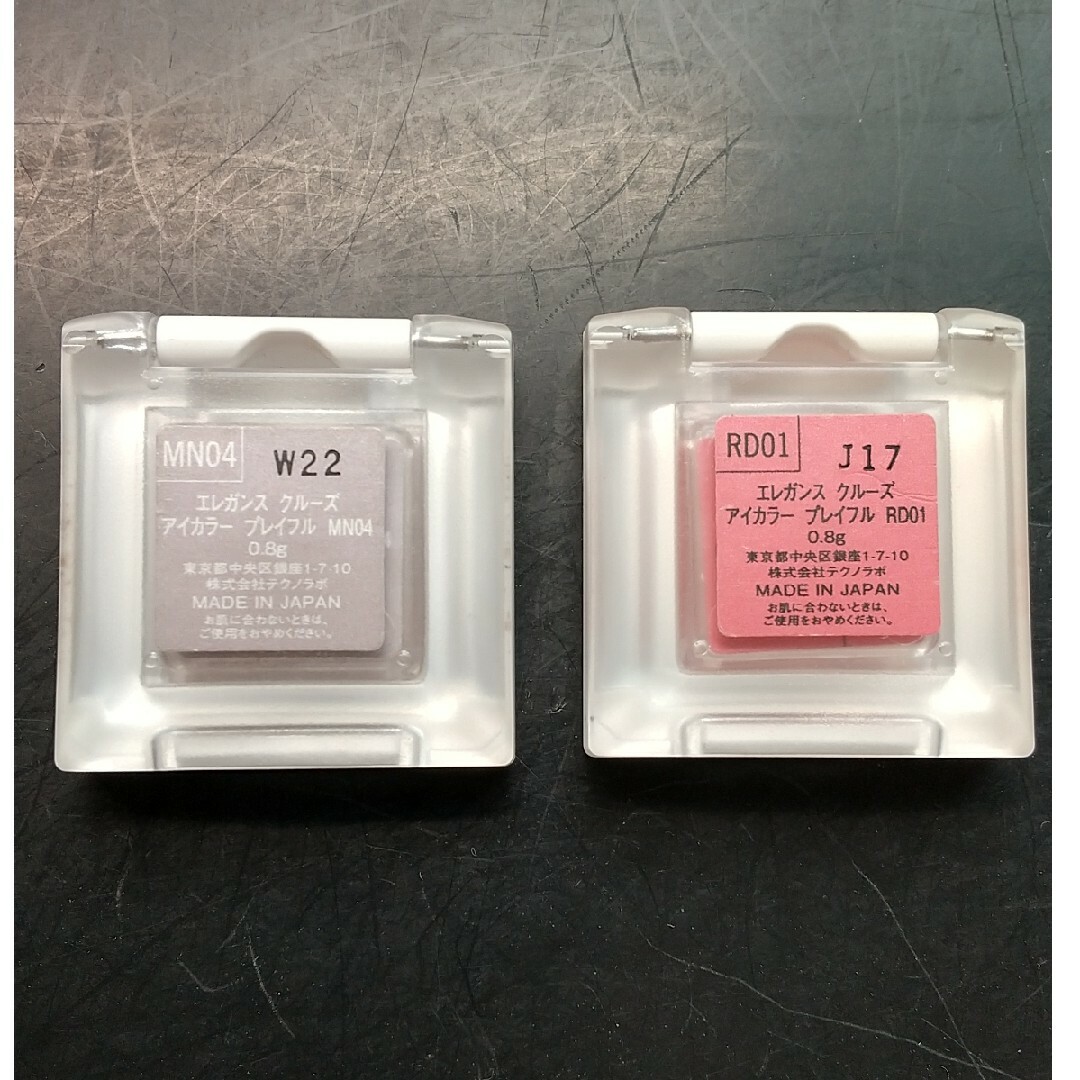 MN04 W22
エレガンス クルーズ
アイカラー プレイフル MN04
0.8g
東京都中央区銀座1-7-10
株式会社テクノラボ
MADE IN JAPAN
お肌に合わないときは、
ご使用をおやめください。
RD01 J17
エレガンス クルーズ
アイカラー プレイフル RD01
0.8g
東京都中央区銀座1-7-10
株式会社テクノラボ
MADE IN JAPAN
お肌に合わないときは、
ご使用をおやめください。